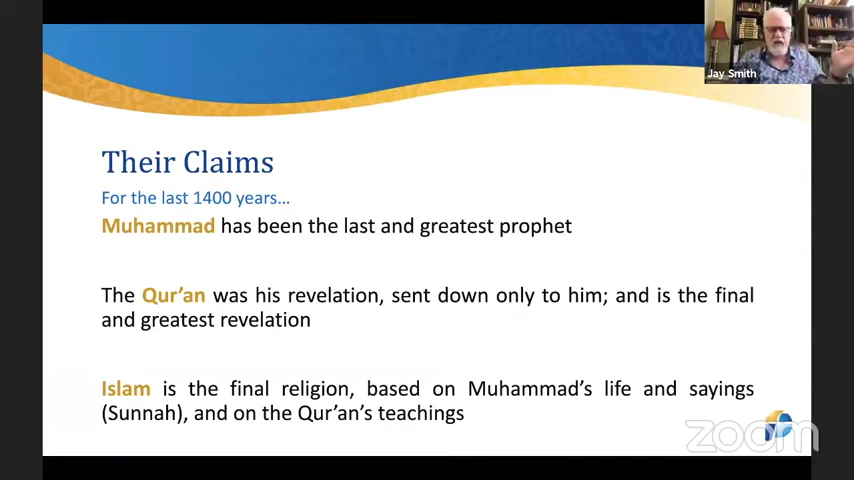 Jay Smith
Their Claims
For the last 1400 years...
Muhammad has been the last and greatest prophet
The Qur’an was his revelation, sent down only to him; and is the final
and greatest revelation
Islam is the final religion, based on Muhammad’s life and sayings
(Sunnah), and on the Qur’an’s teachings
zoom